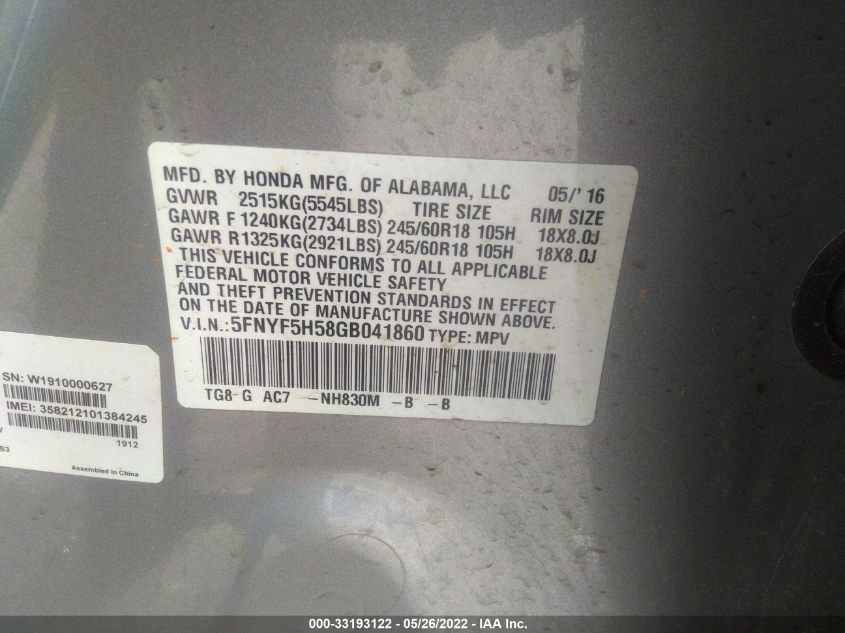 MFD. BY HONDA MFG. OF ALABAMA, LLC 05/' 16
GVWR 2515KG(5545LBS) TIRE SIZE RIM SIZE
GAWR F 1240KG(2734LBS) 245/60R18 105H 18X8.0J
GAWR R1325KG(2921LBS) 245/60R18 105H 18X8.0J
THIS VEHICLE CONFORMS TO ALL APPLICABLE
FEDERAL MOTOR VEHICLE SAFETY
AND THEFT PREVENTION STANDARDS IN EFFECT
ON THE DATE OF MANUFACTURE SHOWN ABOVE.
V.I.N.:5FNYF5H58GB041860 TYPE: MPV
TG8-G AC7 -NH830M -B -B
SN: W1910000627
IMEI: 358212101384245
1912
S3
Assembled in China
000-33193122 - 05/26/2022 - IAA Inc.